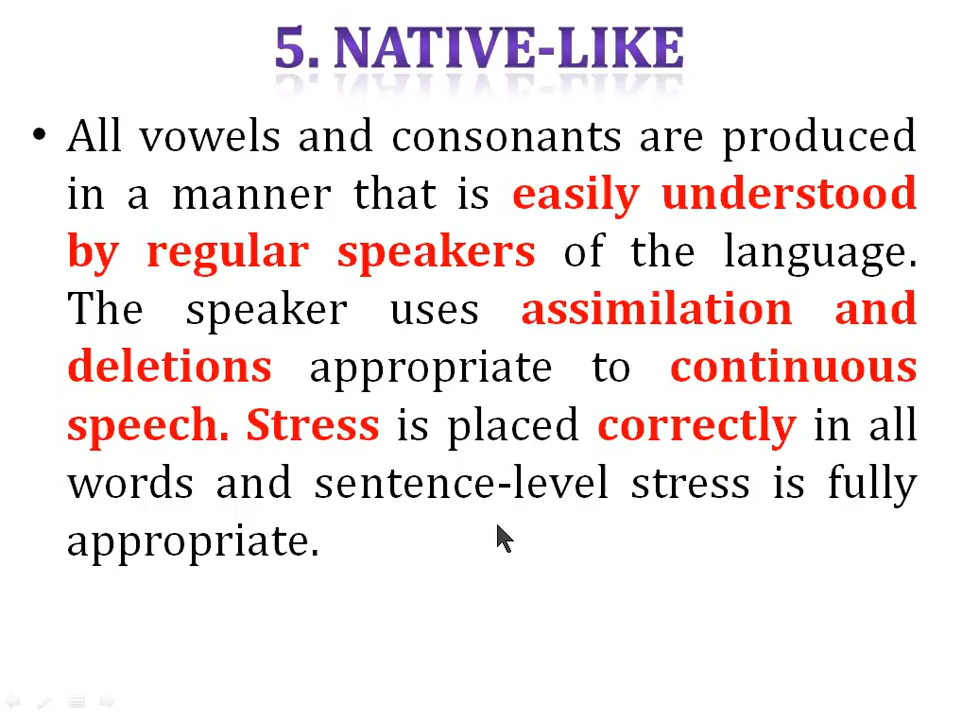 5. NATIVE-LIKE
• All vowels and consonants are produced
in a manner that is easily understood
by regular speakers of the language.
The speaker uses assimilation and
deletions appropriate to continuous
speech. Stress is placed correctly in all
words and sentence-level stress is fully
appropriate.